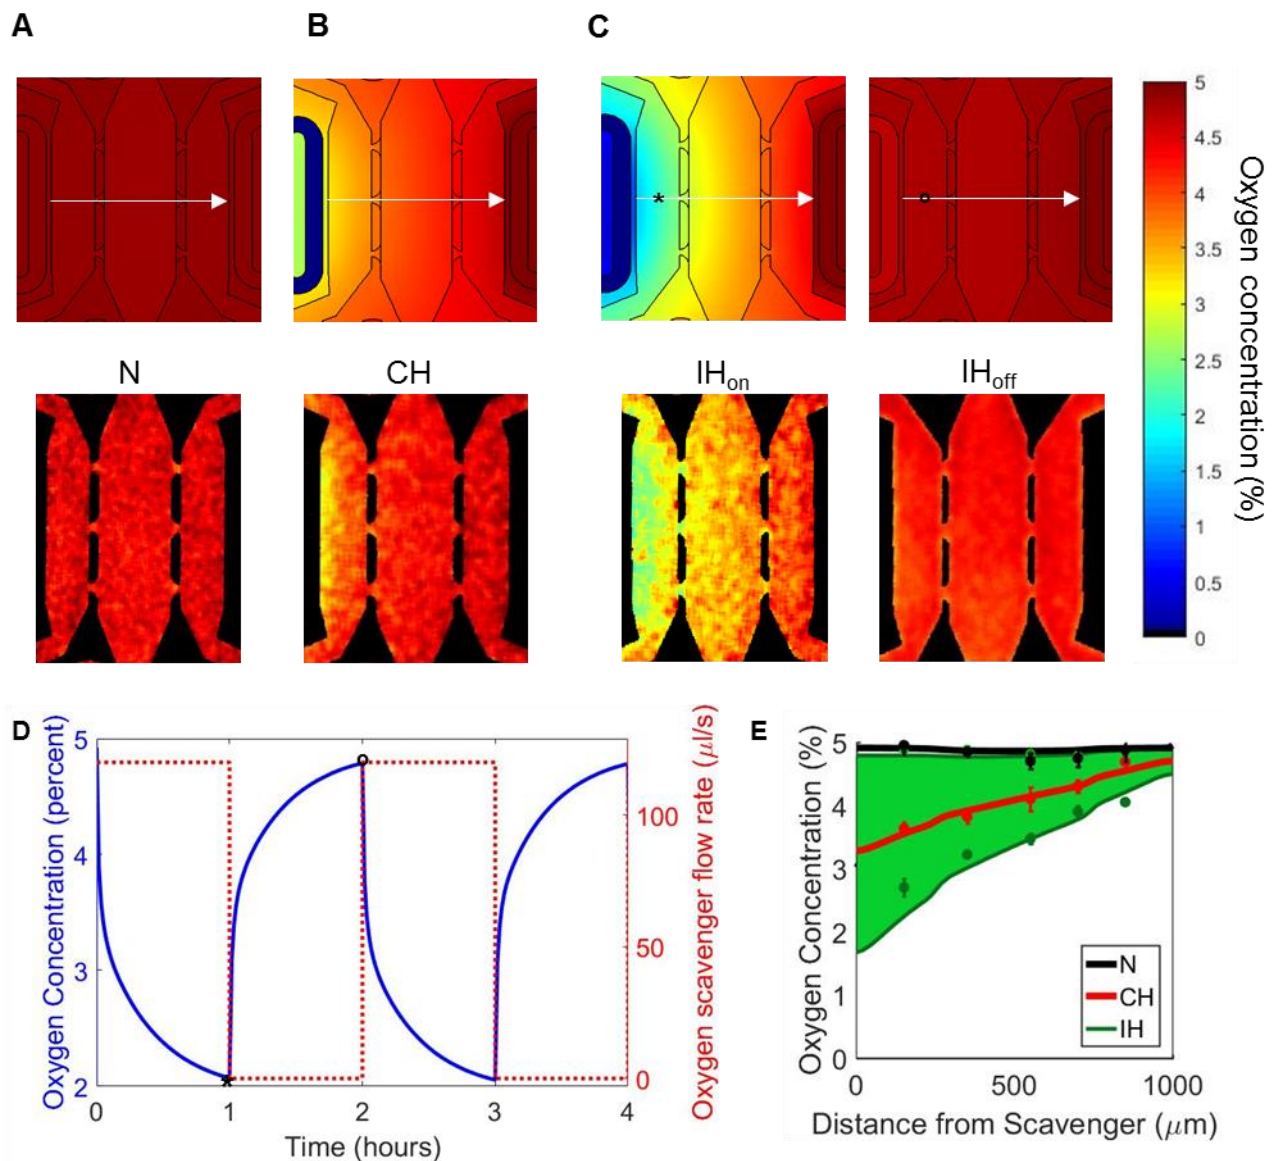 A
B
C
5
4.5
4
3.5
3
2.5
2
1.5
1
0.5
0
Oxygen concentration (%)
*
N
CH
IHon
IHoff
D
Oxygen Concentration (percent)
5
4
3
2
0
1
2
3
4
Time (hours)
100
50
0
Oxygen scavenger flow rate (μl/s)
*
E
Oxygen Concentration (%)
5
4
3
2
1
0
0
500
1000
Distance from Scavenger (μm)
N
CH
IH